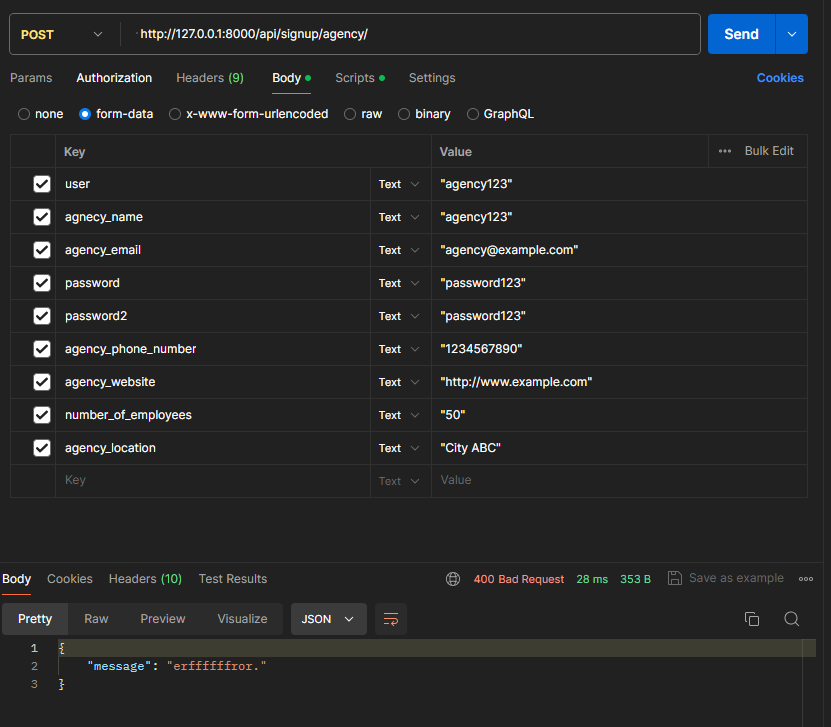 POST http://127.0.0.1:8000/api/signup/agency/ Send
Params Authorization Headers (9) Body Scripts Settings Cookies
none form-data x-www-form-urlencoded raw binary GraphQL
Key Value ••• Bulk Edit
user Text "agency123"
agnecy_name Text "agency123"
agency_email Text "agency@example.com"
password Text "password123"
password2 Text "password123"
agency_phone_number Text "1234567890"
agency_website Text "http://www.example.com"
number_of_employees Text "50"
agency_location Text "City ABC"
Key Text Value
Body Cookies Headers (10) Test Results 400 Bad Request 28 ms 353 B Save as example
Pretty Raw Preview Visualize JSON
1 {
2 "message": "erffffffror."
3 }